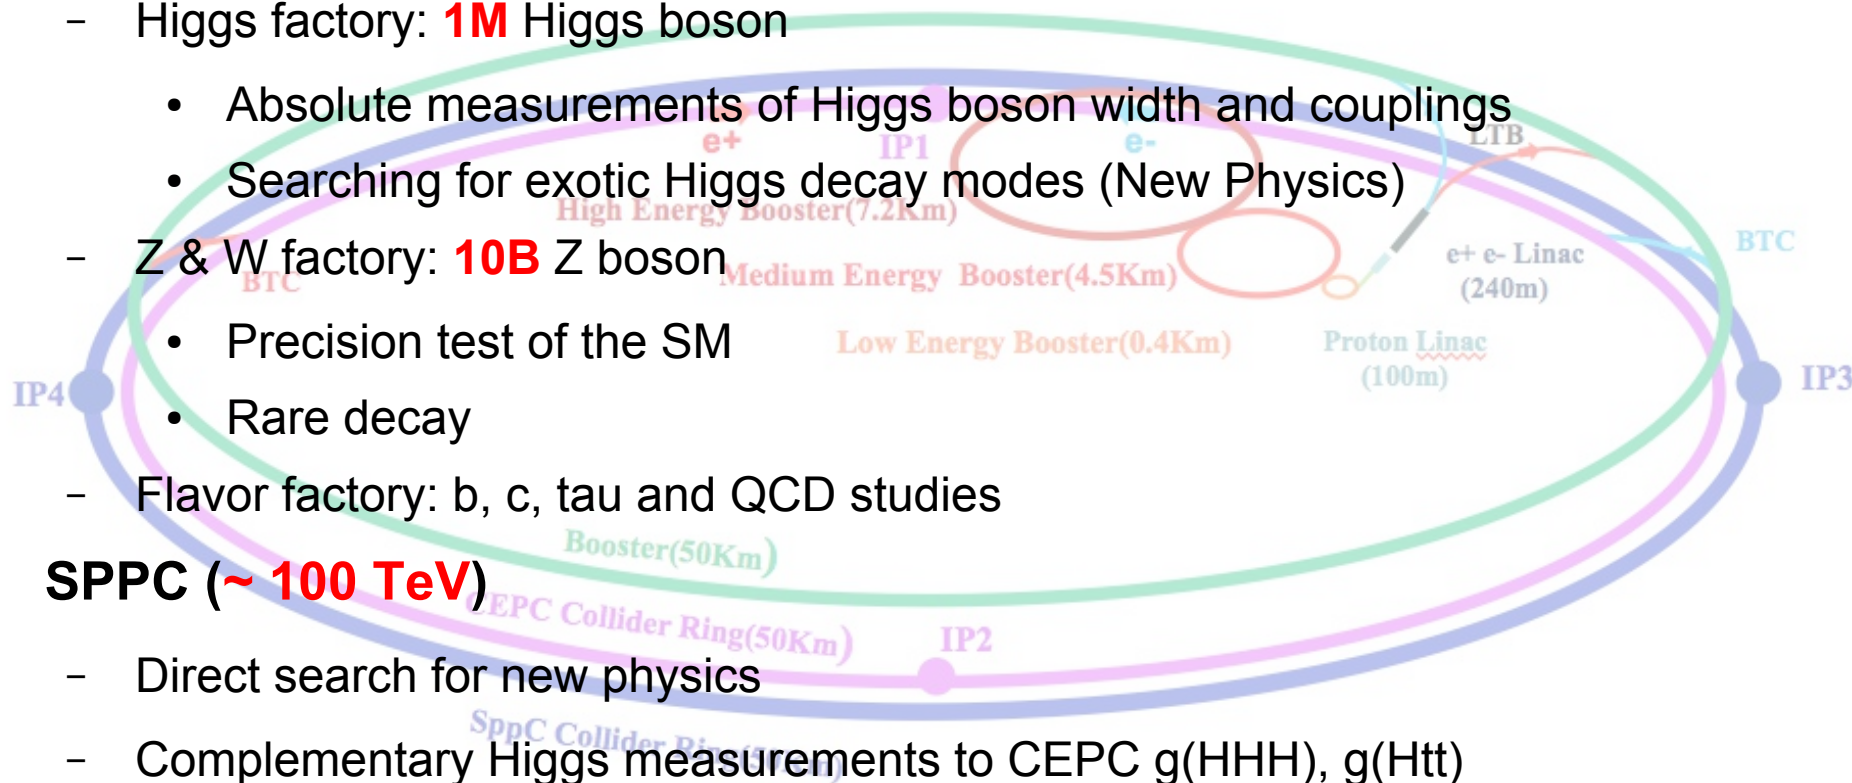 – Higgs factory: 1M Higgs boson
• Absolute measurements of Higgs boson width and couplings
LTB
e+
IP1
e-
• Searching for exotic Higgs decay modes (New Physics)
High Energy Booster(7.2Km)
– Z & W factory: 10B Z boson
BTC
e+ e- Linac
(240m)
BTC
Medium Energy Booster(4.5Km)
• Precision test of the SM
Low Energy Booster(0.4Km)
Proton Linac
(100m)
IP4
IP3
• Rare decay
– Flavor factory: b, c, tau and QCD studies
Booster(50Km)
SPPC (~ 100 TeV)
CEPC Collider Ring(50Km)
IP2
– Direct search for new physics
SppC Collider Ring(50Km)
– Complementary Higgs measurements to CEPC g(HHH), g(Htt)